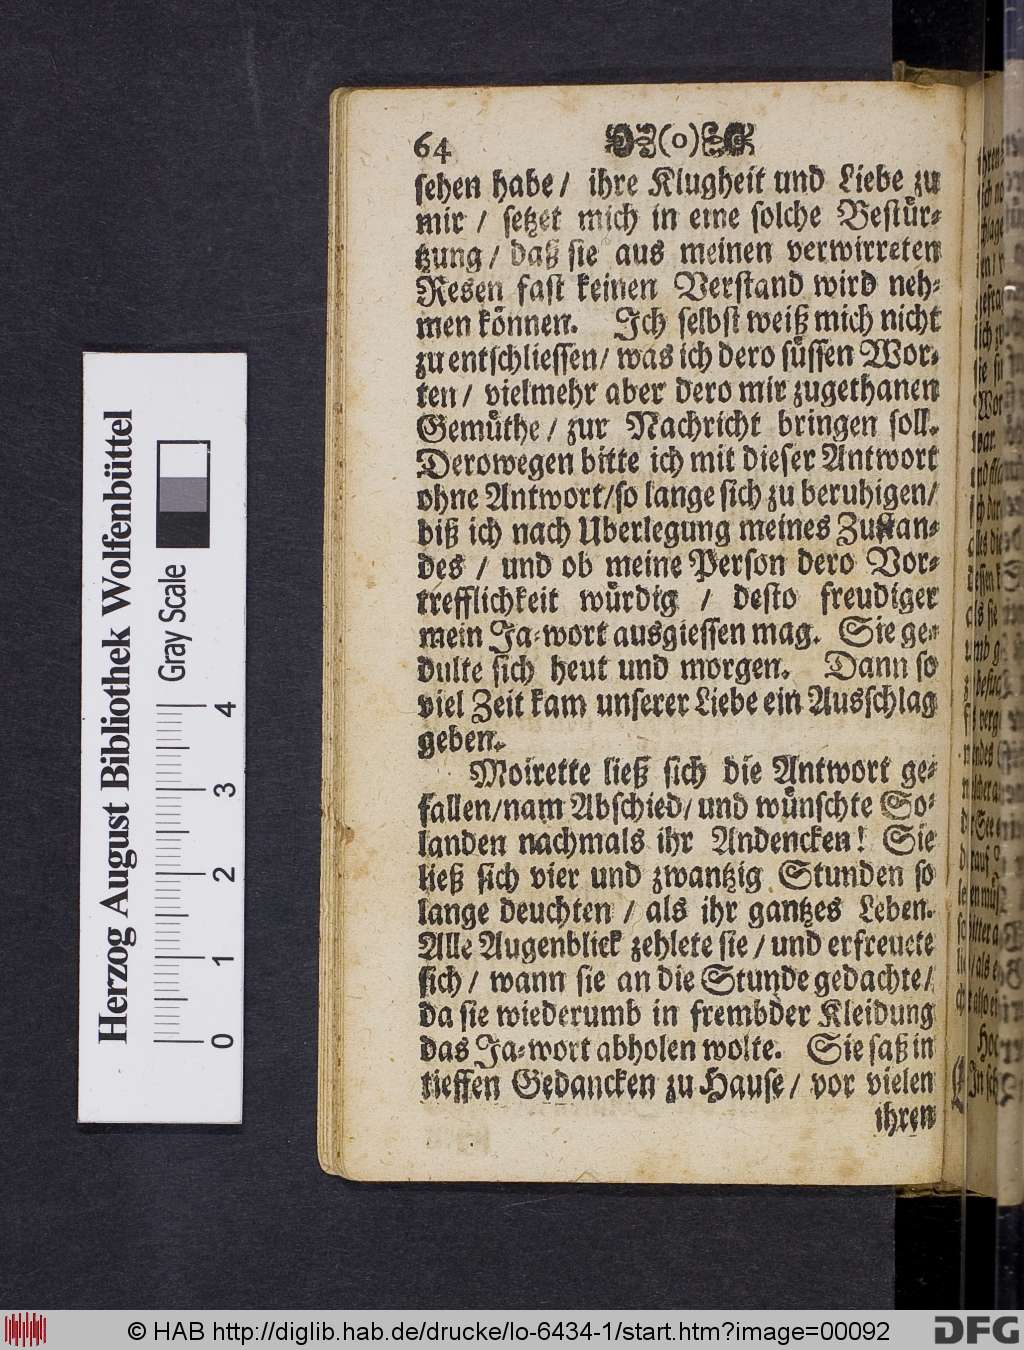 64 (o)
sehen habe / ihre Klugheit und Liebe zu
mir / setzet mich in eine solche Bestür-
tzung / daß sie aus meinen verwirreten
Resen fast keinen Verstand wird neh-
men können. Ich selbst weiß mich nicht
zu entschliessen / was ich dero süssen Wor-
ten / vielmehr aber dero mir zugethanen
Gemüthe / zur Nachricht bringen soll.
Derowegen bitte ich mit dieser Antwort
ohne Antwort / so lange sich zu beruhigen /
biß ich nach Uberlegung meines Zustan-
des / und ob meine Person dero Vor-
trefflichkeit würdig / desto freudiger
mein Ja-wort ausgiessen mag. Sie ge-
dulte sich heut und morgen. Dann so
viel Zeit kam unserer Liebe ein Ausschlag
geben.
Moirette ließ sich die Antwort ge-
fallen / nam Abschied / und wünschte So-
landen nachmals ihr Andencken! Sie
ließ sich vier und zwantzig Stunden so
lange deuchten / als ihr gantzes Leben.
Alle Augenblick zehlete sie / und erfreuete
sich / wann sie an die Stunde gedachte /
da sie wiederumb in frembder Kleidung
das Ja-wort abholen wolte. Sie saß in
tieffen Gedancken zu Hause / vor vielen
ihren
Herzog August Bibliothek Wolfenbüttel
Gray Scale
0 1 2 3 4
© HAB http://diglib.hab.de/drucke/lo-6434-1/start.htm?image=00092
DFG